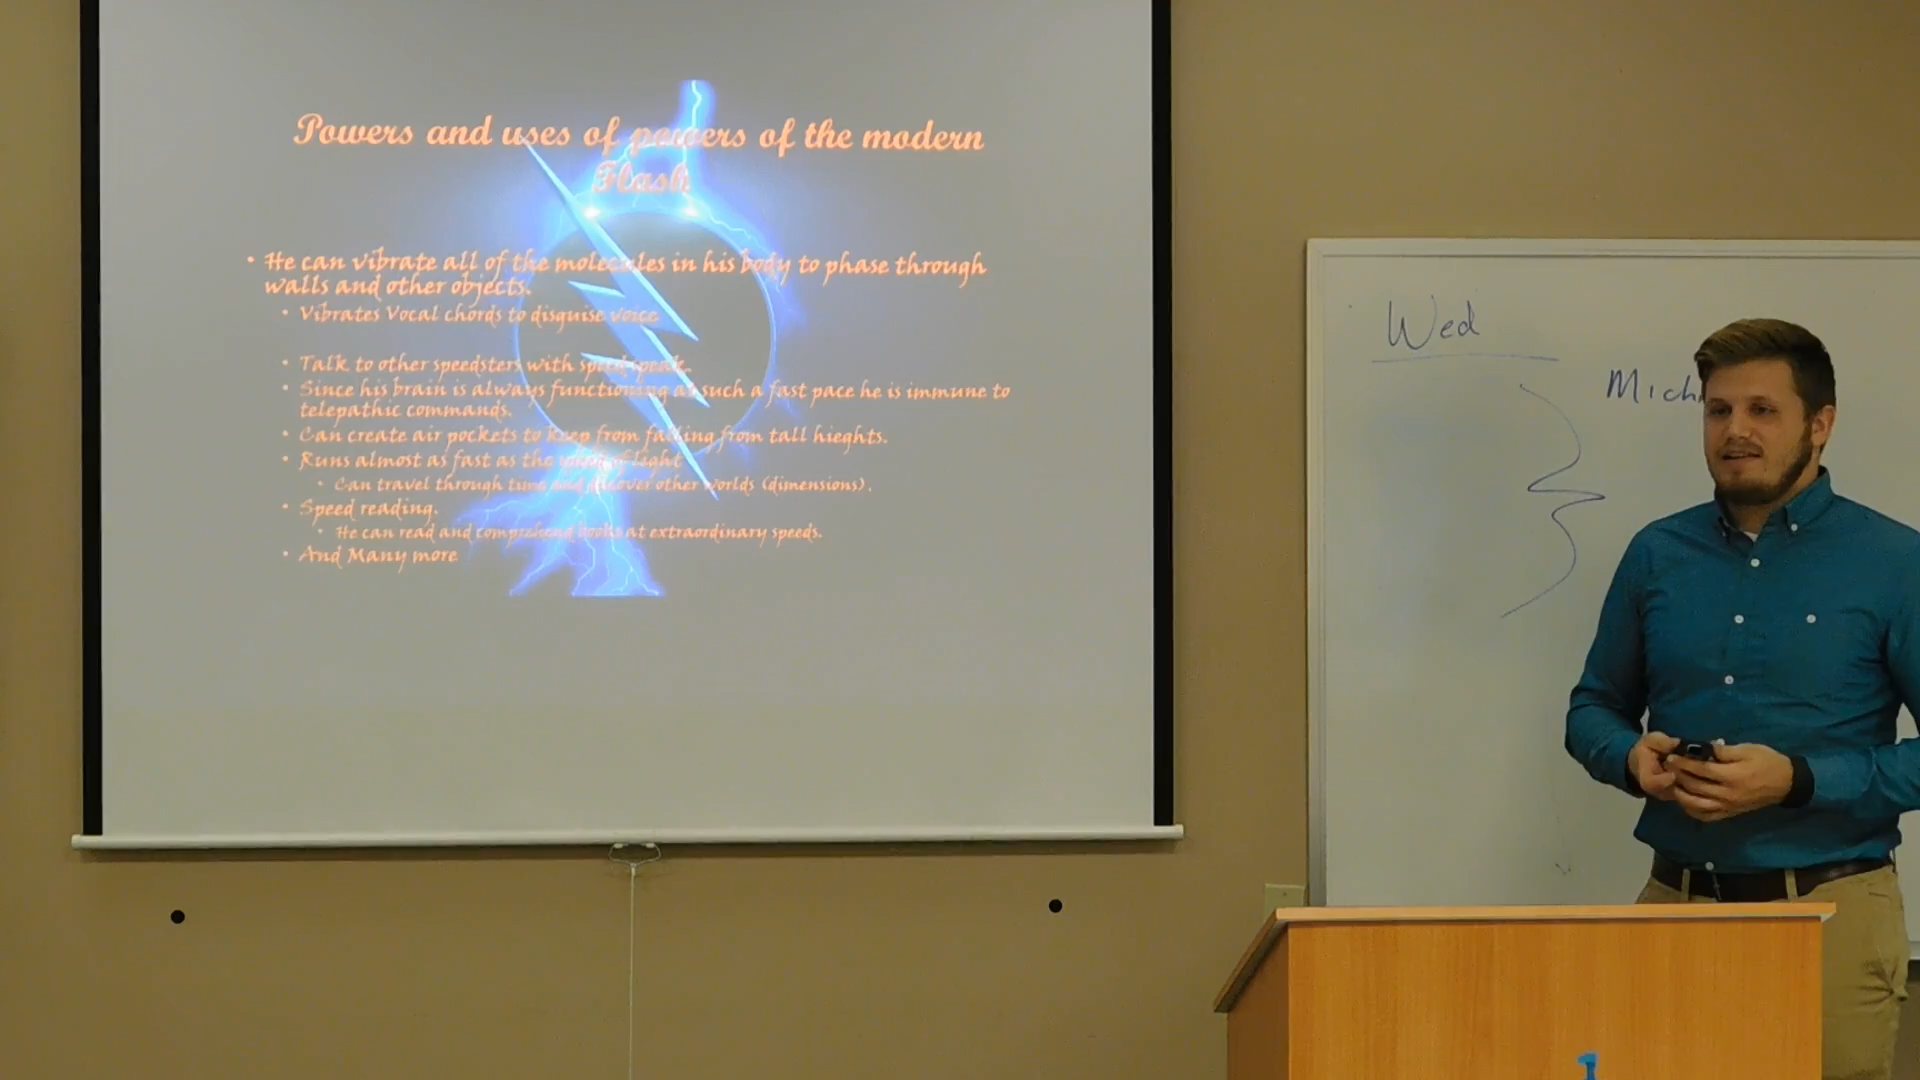 Powers and uses of powers of the modern
Flash
• He can vibrate all of the molecules in his body to phase through
walls and other objects.
• Vibrates Vocal chords to disguise voice
• Talk to other speedsters with speed speak.
• Since his brain is always functioning at such a fast pace he is immune to
telepathic commands.
• Can create air pockets to keep from falling from tall hieghts.
• Runs almost as fast as the speed of light
• Can travel through time and discover other worlds (dimensions).
• Speed reading.
• He can read and comprehend books at extraordinary speeds.
• And Many more
Wed
Mich